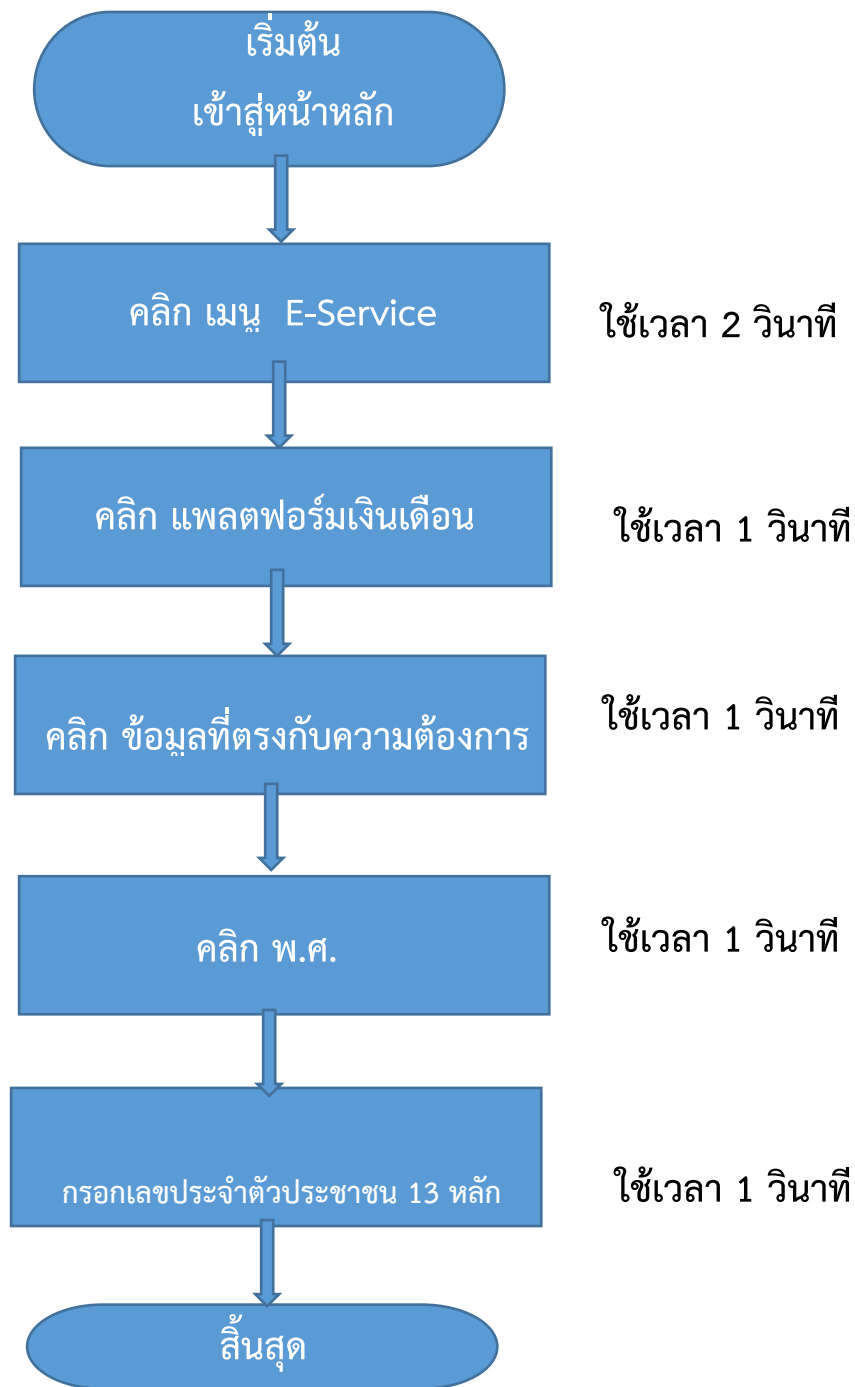 เริ่มต้น
เข้าสู่หน้าหลัก
คลิก เมนู E-Service
ใช้เวลา 2 วินาที
คลิก แพลตฟอร์มเงินเดือน
ใช้เวลา 1 วินาที
คลิก ข้อมูลที่ตรงกับความต้องการ
ใช้เวลา 1 วินาที
คลิก พ.ศ.
ใช้เวลา 1 วินาที
กรอกเลขประจำตัวประชาชน 13 หลัก
ใช้เวลา 1 วินาที
สิ้นสุด